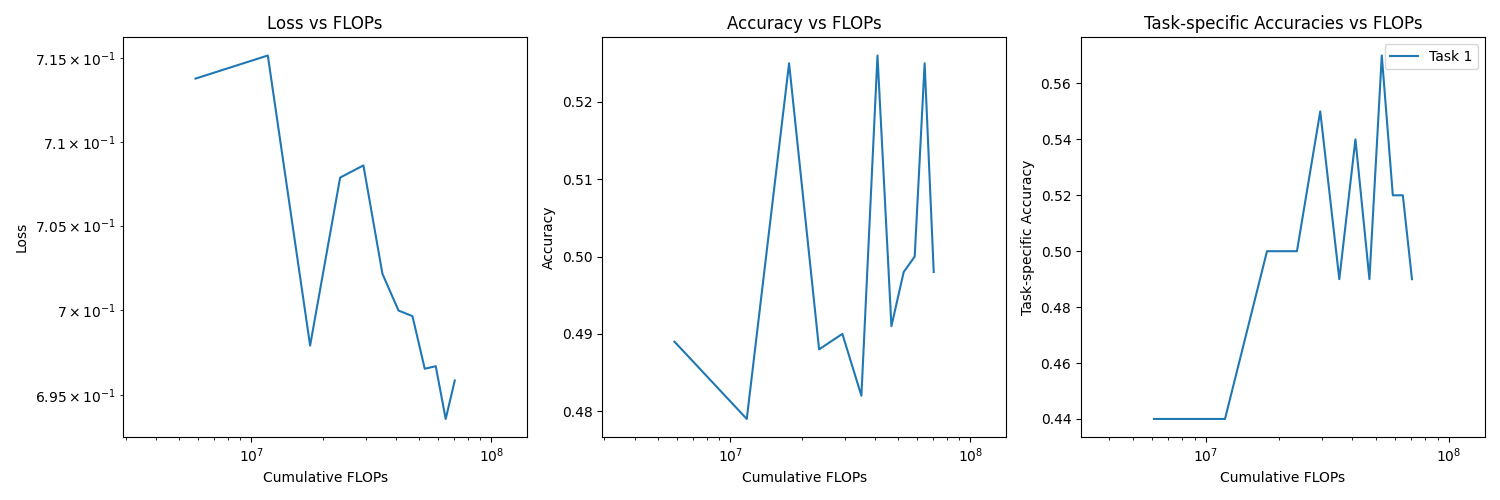 Loss vs FLOPs
7.15 × 10⁻¹
7.1 × 10⁻¹
7.05 × 10⁻¹
7 × 10⁻¹
6.95 × 10⁻¹
Loss
10⁷ 10⁸
Cumulative FLOPs
Accuracy vs FLOPs
0.52
0.51
0.50
0.49
0.48
Accuracy
10⁷ 10⁸
Cumulative FLOPs
Task-specific Accuracies vs FLOPs
Task 1
0.56
0.54
0.52
0.50
0.48
0.46
0.44
Task-specific Accuracy
10⁷ 10⁸
Cumulative FLOPs